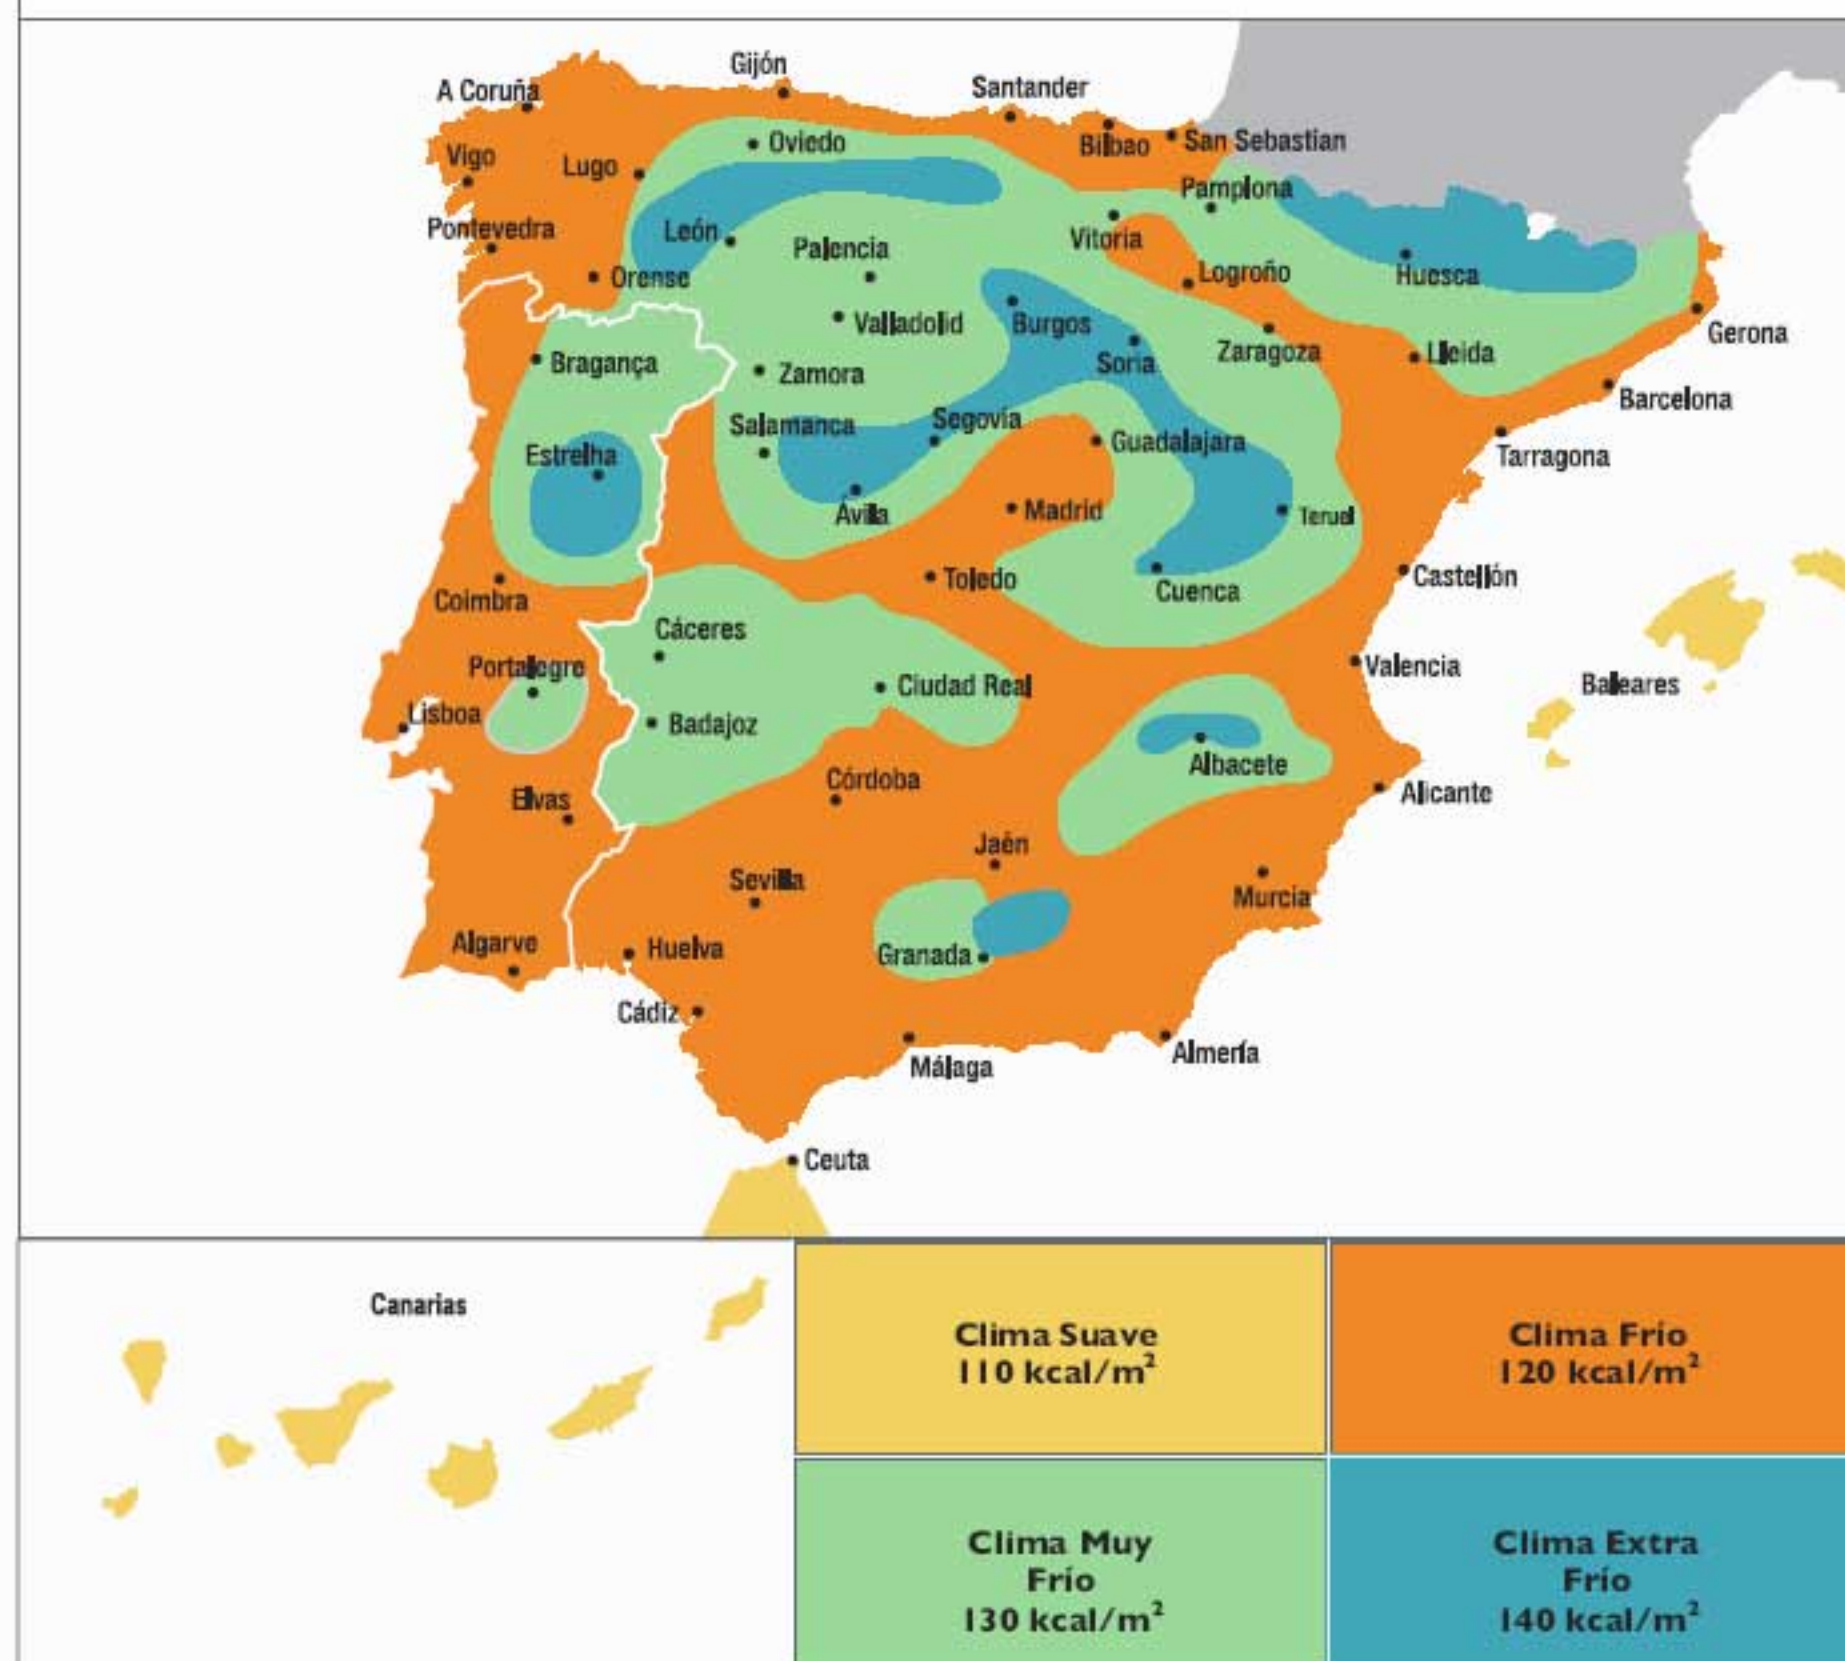 Gijón
A Coruña
Santander
Bilbao
San Sebastian
Oviedo
Vigo
Lugo
Pamplona
Pontevedra
León
Palencia
Vitoria
Orense
Logroño
Huesca
Valladolid
Burgos
Gerona
Bragança
Zamora
Soria
Zaragoza
Lleida
Barcelona
Salamanca
Segovia
Guadalajara
Estrelha
Tarragona
Ávila
Madrid
Teruel
Toledo
Castellón
Coimbra
Cuenca
Cáceres
Portalegre
Valencia
Ciudad Real
Baleares
Lisboa
Badajoz
Albacete
Córdoba
Elvas
Alicante
Jaén
Sevilla
Murcia
Algarve
Huelva
Granada
Cádiz
Málaga
Almería
Ceuta
Canarias
Clima Suave
110 kcal/m²
Clima Frío
120 kcal/m²
Clima Muy
Frío
130 kcal/m²
Clima Extra
Frío
140 kcal/m²